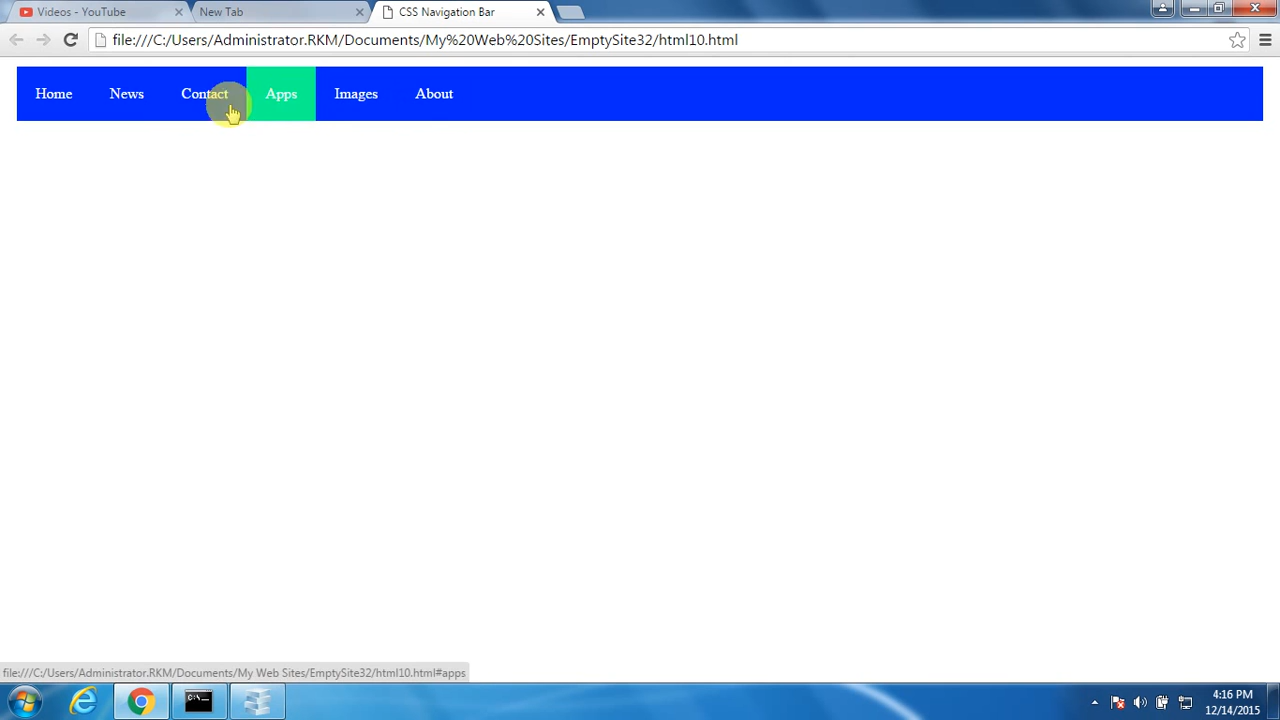 Videos - YouTube
New Tab
CSS Navigation Bar
file:///C:/Users/Administrator.RKM/Documents/My%20Web%20Sites/EmptySite32/html10.html
Home News Contact Apps Images About
file:///C:/Users/Administrator.RKM/Documents/My Web Sites/EmptySite32/html10.html#apps
4:16 PM
12/14/2015